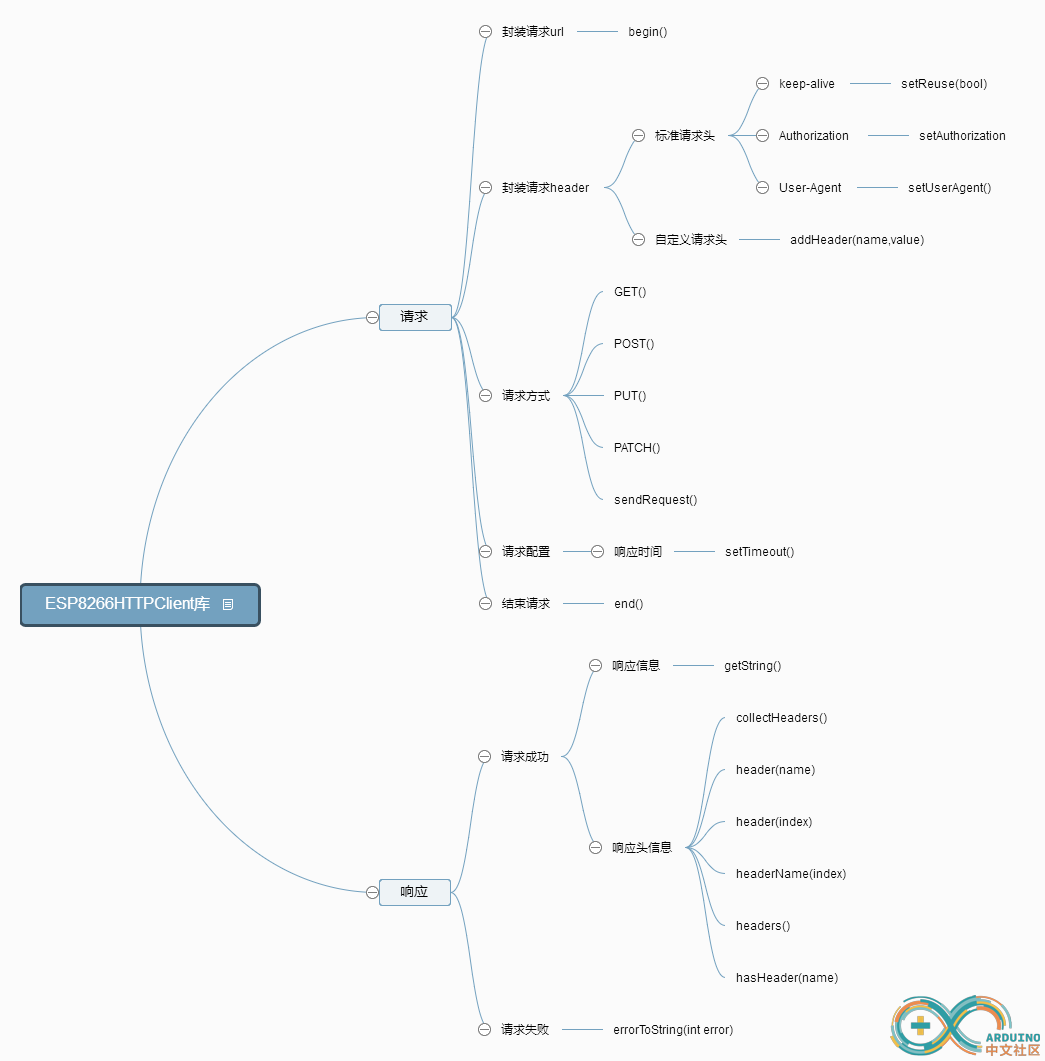 封装请求url
begin()
keep-alive
setReuse(bool)
标准请求头
Authorization
setAuthorization
User-Agent
setUserAgent()
封装请求header
自定义请求头
addHeader(name,value)
请求
GET()
POST()
请求方式
PUT()
PATCH()
sendRequest()
请求配置
响应时间
setTimeout()
结束请求
end()
ESP8266HTTPClient库
响应信息
getString()
请求成功
collectHeaders()
header(name)
header(index)
响应头信息
headerName(index)
headers()
hasHeader(name)
响应
请求失败
errorToString(int error)
ARDUINO
中文社区